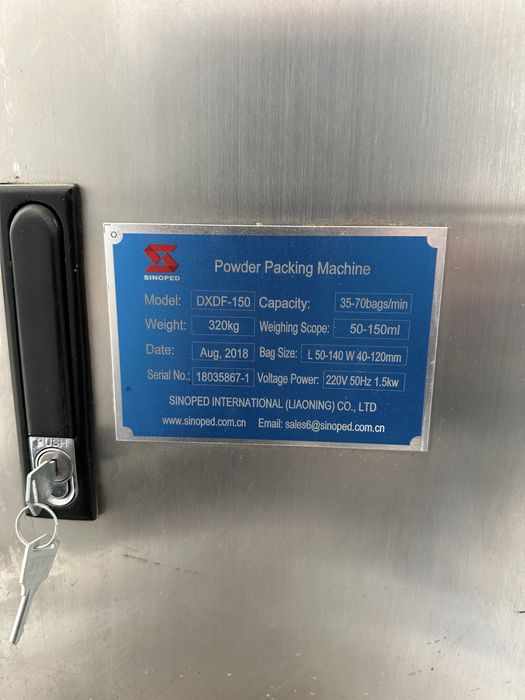 SINOPED
Powder Packing Machine
Model: DXDF-150 Capacity: 35-70bags/min
Weight: 320kg Weighing Scope: 50-150ml
Date: Aug, 2018 Bag Size: L 50-140 W 40-120mm
Serial No.: 18035867-1 Voltage Power: 220V 50Hz 1.5kw
SINOPED INTERNATIONAL (LIAONING) CO., LTD
www.sinoped.com.cn Email: sales6@sinoped.com.cn
PUSH